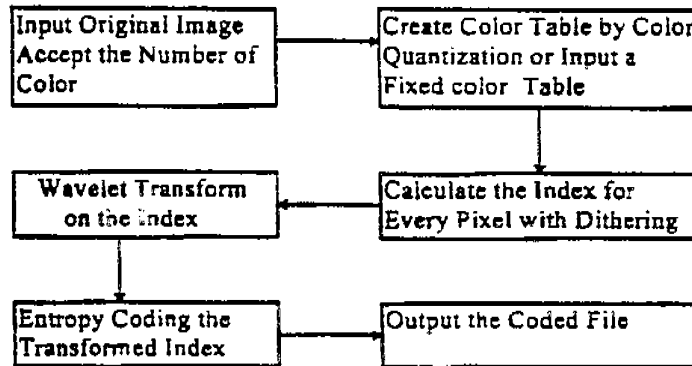 Input Original Image
Accept the Number of
Color
Create Color Table by Color
Quantization or Input a
Fixed color Table
Wavelet Transform
on the Index
Calculate the Index for
Every Pixel with Dithering
Entropy Coding the
Transformed Index
Output the Coded File